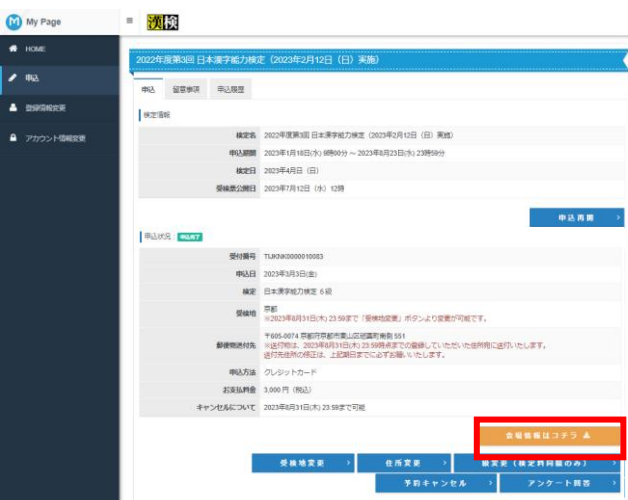 My Page
漢検
HOME
申込
登録情報変更
アカウント情報変更
2022年度第3回 日本漢字能力検定（2023年2月12日（日）実施）
申込 留意事項 申込履歴
検定情報
検定名 2022年度第3回 日本漢字能力検定（2023年2月12日（日）実施）
申込期間 2023年1月18日(水) 9時00分 ～ 2023年8月23日(水) 23時59分
検定日 2023年4月日（日）
受検票公開日 2023年7月12日（水）12時
申込再開
申込状況： 申込完了
受付番号 TIJKNK0000010083
申込日 2023年3月3日(金)
検定 日本漢字能力検定 6級
受検地 京都
※2023年8月31日(木) 23:59まで「受検地変更」ボタンより変更が可能です。
郵便物送付先 〒605-0074 京都府京都市東山区祇園町南側 551
※送付物は、2023年8月31日(木) 23:59時点までの登録していただいた住所宛に送付いたします。
送付先住所の修正は、上記期日までに必ずお願いいたします。
申込方法 クレジットカード
お支払料金 3,000 円（税込）
キャンセルについて 2023年8月31日(木) 23:59まで可能
会場情報はコチラ
受検地変更 住所変更 級変更（検定料同額のみ）
予約キャンセル アンケート回答